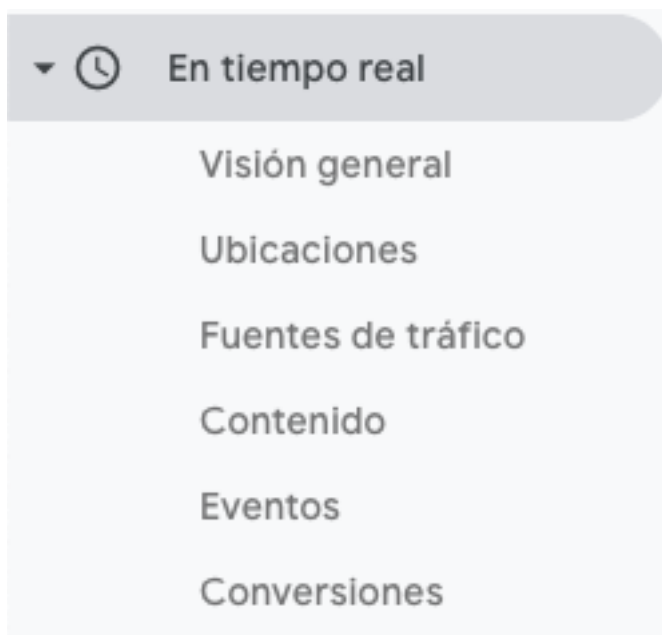 En tiempo real
Visión general
Ubicaciones
Fuentes de tráfico
Contenido
Eventos
Conversiones